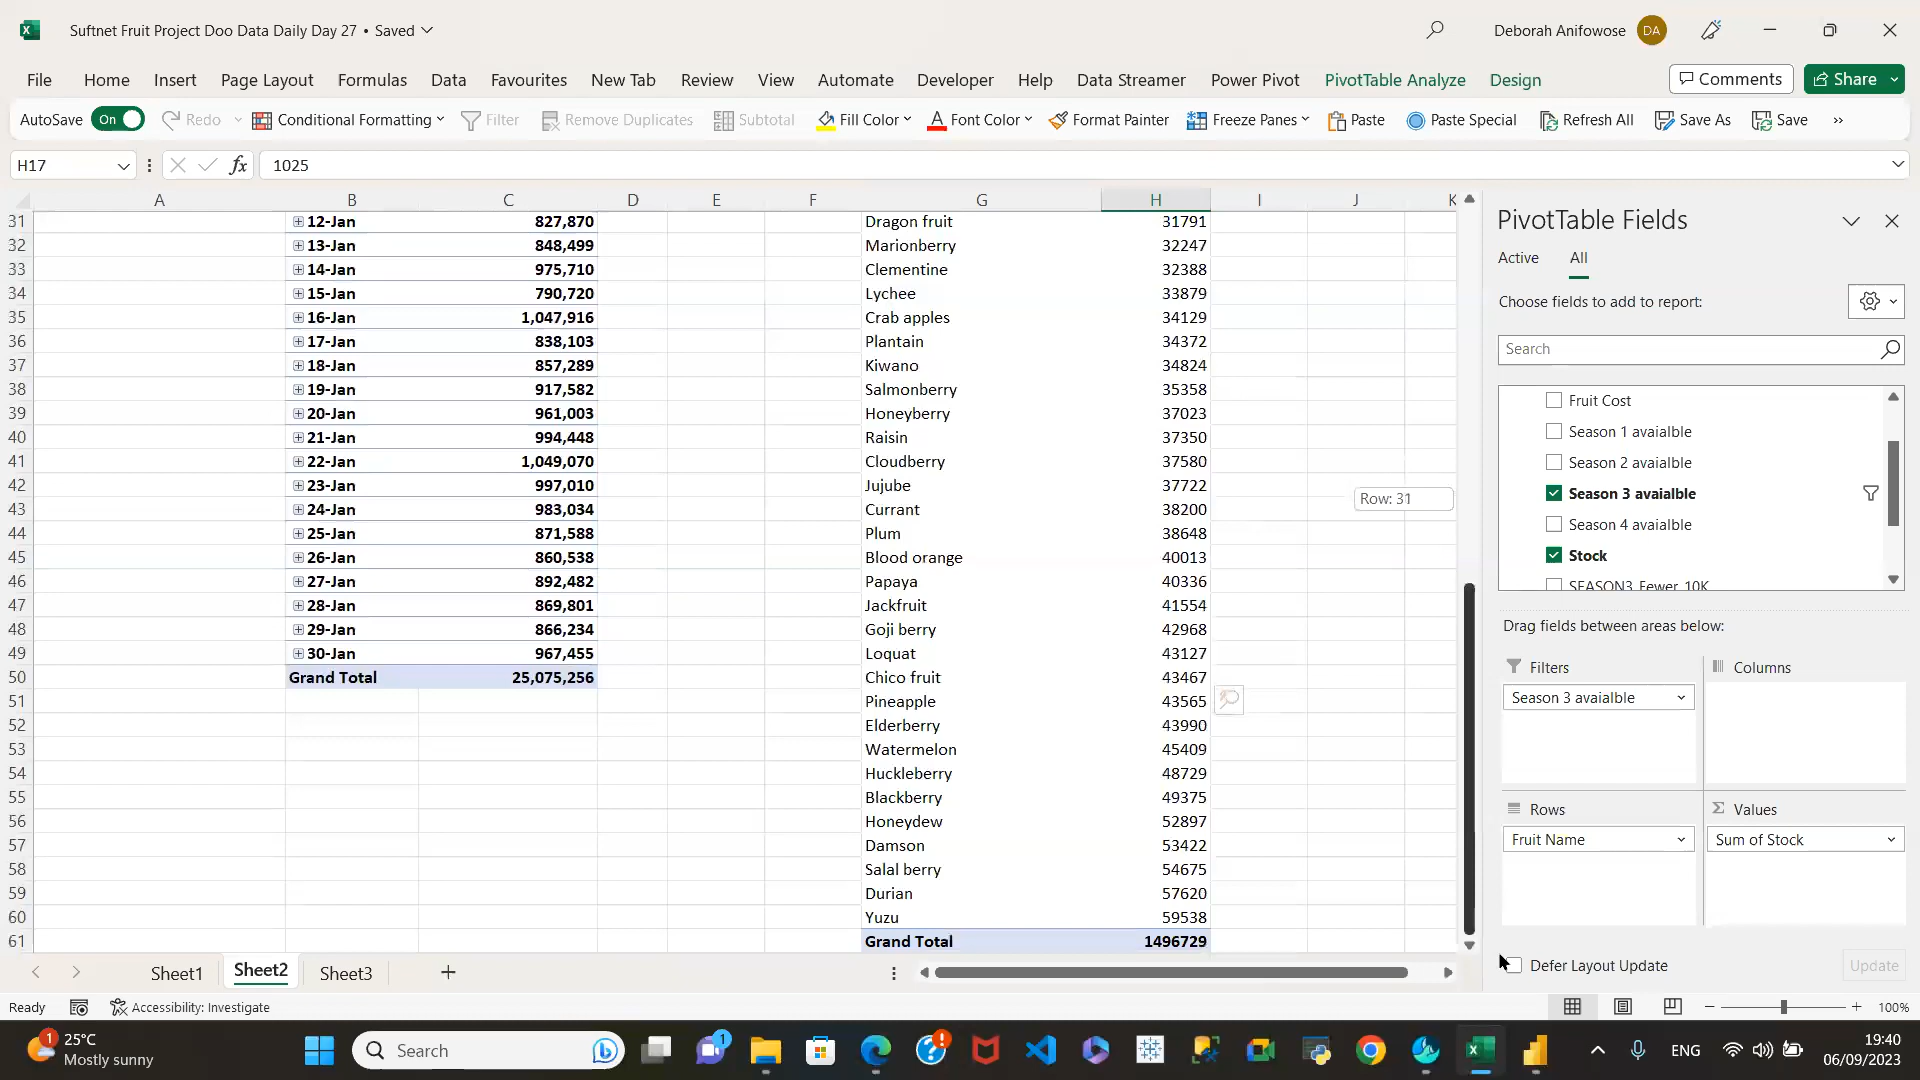 Suftnet Fruit Project Doo Data Daily Day 27 • Saved
Deborah Anifowose DA
File Home Insert Page Layout Formulas Data Favourites New Tab Review View Automate Developer Help Data Streamer Power Pivot PivotTable Analyze Design Comments Share
AutoSave On Redo Conditional Formatting Filter Remove Duplicates Subtotal Fill Color Font Color Format Painter Freeze Panes Paste Paste Special Refresh All Save As Save
H17 fx 1025
A B C D E F G H I J K
31 12-Jan 827,870 Dragon fruit 31791
32 13-Jan 848,499 Marionberry 32247
33 14-Jan 975,710 Clementine 32388
34 15-Jan 790,720 Lychee 33879
35 16-Jan 1,047,916 Crab apples 34129
36 17-Jan 838,103 Plantain 34372
37 18-Jan 857,289 Kiwano 34824
38 19-Jan 917,582 Salmonberry 35358
39 20-Jan 961,003 Honeyberry 37023
40 21-Jan 994,448 Raisin 37350
41 22-Jan 1,049,070 Cloudberry 37580
42 23-Jan 997,010 Jujube 37722
43 24-Jan 983,034 Currant 38200
44 25-Jan 871,588 Plum 38648
45 26-Jan 860,538 Blood orange 40013
46 27-Jan 892,482 Papaya 40336
47 28-Jan 869,801 Jackfruit 41554
48 29-Jan 866,234 Goji berry 42968
49 30-Jan 967,455 Loquat 43127
50 Grand Total 25,075,256 Chico fruit 43467
51 Pineapple 43565
52 Elderberry 43990
53 Watermelon 45409
54 Huckleberry 48729
55 Blackberry 49375
56 Honeydew 52897
57 Damson 53422
58 Salal berry 54675
59 Durian 57620
60 Yuzu 59538
61 Grand Total 1496729
Row: 31
PivotTable Fields
Active All
Choose fields to add to report:
Search
Fruit Cost
Season 1 avaialble
Season 2 avaialble
Season 3 avaialble
Season 4 avaialble
Stock
SEASON3_Fewer_10K
Drag fields between areas below:
Filters Columns
Season 3 avaialble
Rows Values
Fruit Name Sum of Stock
Defer Layout Update Update
Sheet1 Sheet2 Sheet3
Ready Accessibility: Investigate 100%
1 25°C
Mostly sunny
Search
1
ENG
19:40
06/09/2023